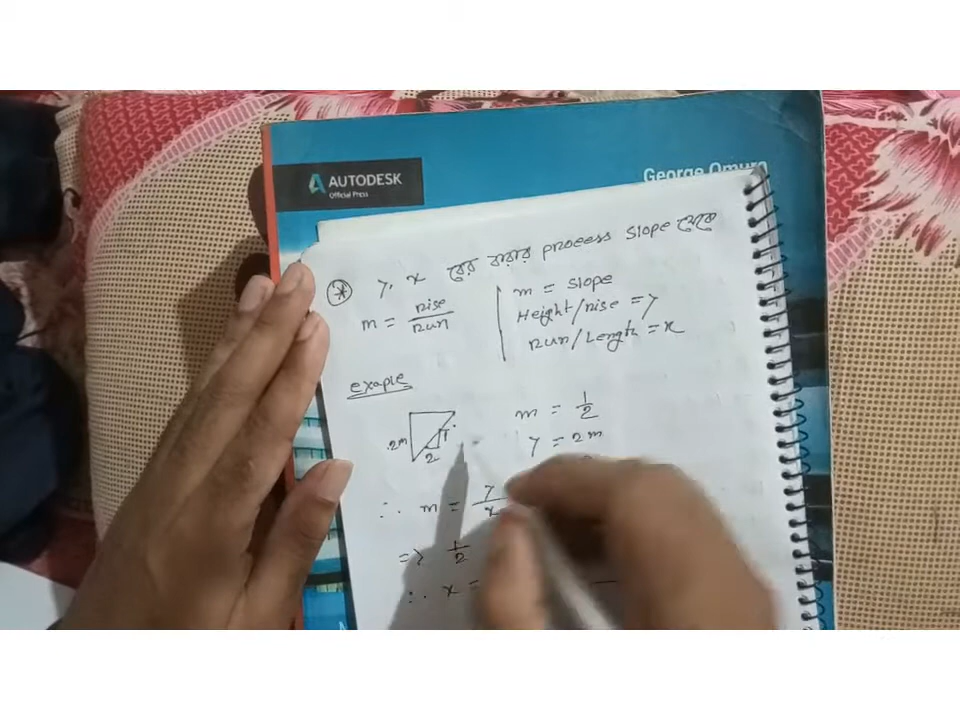 AUTODESK
Official Press
George Omura
y, x বের করার process slope থেকে
m = rise / run
m = slope
Height/rise => y
run/Length = x
exaple
2m
1
2
m = 1/2
y = 2m
∴ m = y/x
=> 1/2
∴ x =